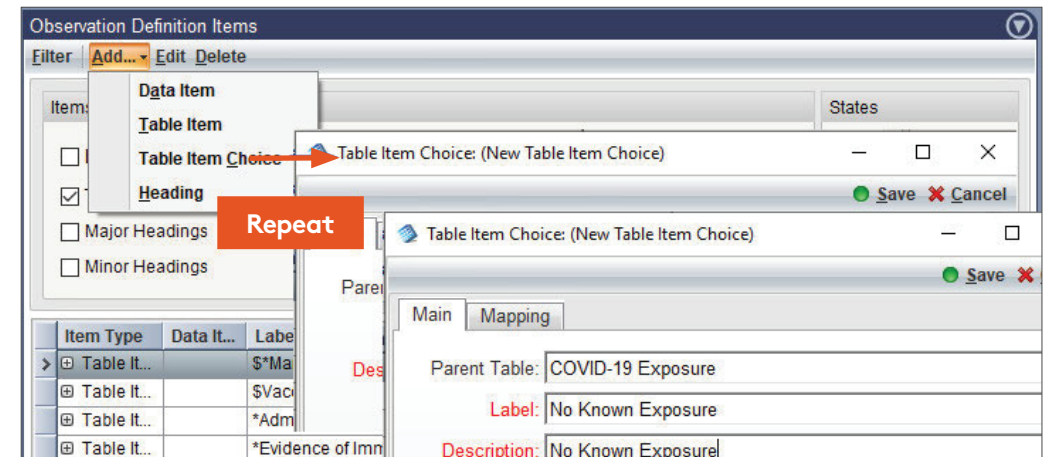 Observation Definition Items
Filter Add... Edit Delete
Data Item
Table Item
Table Item Choice
Heading
Items
States
Major Headings
Minor Headings
Table Item Choice: (New Table Item Choice)
Save Cancel
Repeat
Table Item Choice: (New Table Item Choice)
Save
Main Mapping
Parent Table: COVID-19 Exposure
Label: No Known Exposure
Description: No Known Exposure
Item Type Data It... Labe
Table It... $*Ma
Table It... $Vac
Table It... *Adm
Table It... *Evidence of Imm